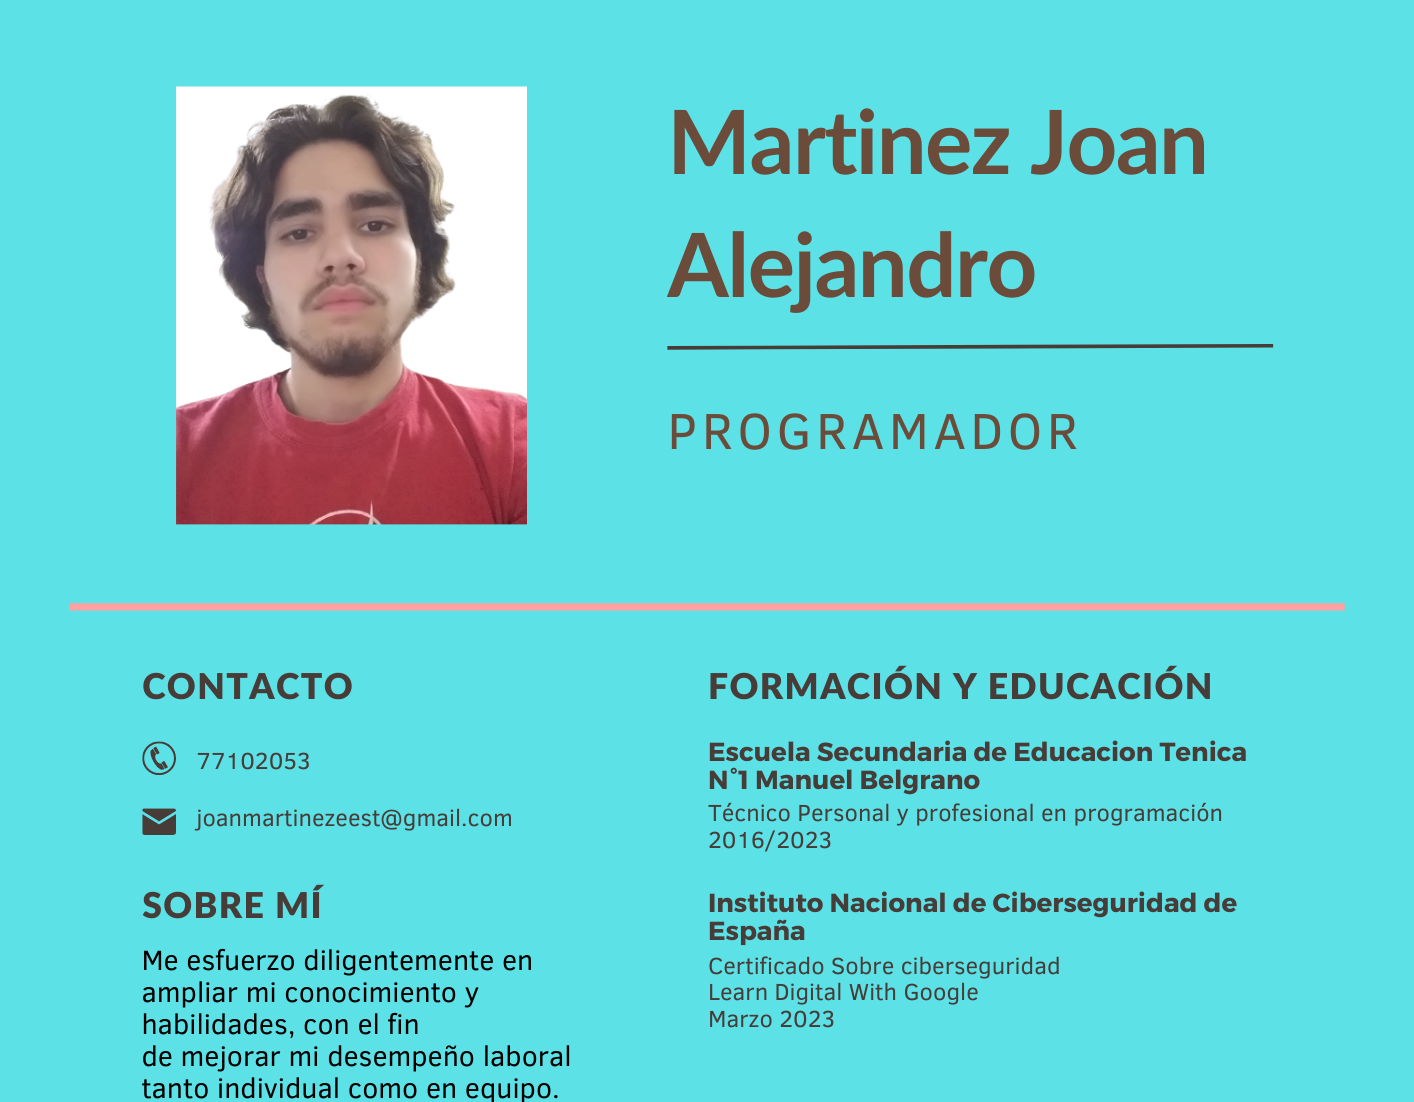 Martinez Joan
Alejandro
PROGRAMADOR
CONTACTO
77102053
joanmartinezeest@gmail.com
SOBRE MÍ
Me esfuerzo diligentemente en
ampliar mi conocimiento y
habilidades, con el fin
de mejorar mi desempeño laboral
tanto individual como en equipo.
FORMACIÓN Y EDUCACIÓN
Escuela Secundaria de Educacion Tenica
N°1 Manuel Belgrano
Técnico Personal y profesional en programación
2016/2023
Instituto Nacional de Ciberseguridad de
España
Certificado Sobre ciberseguridad
Learn Digital With Google
Marzo 2023